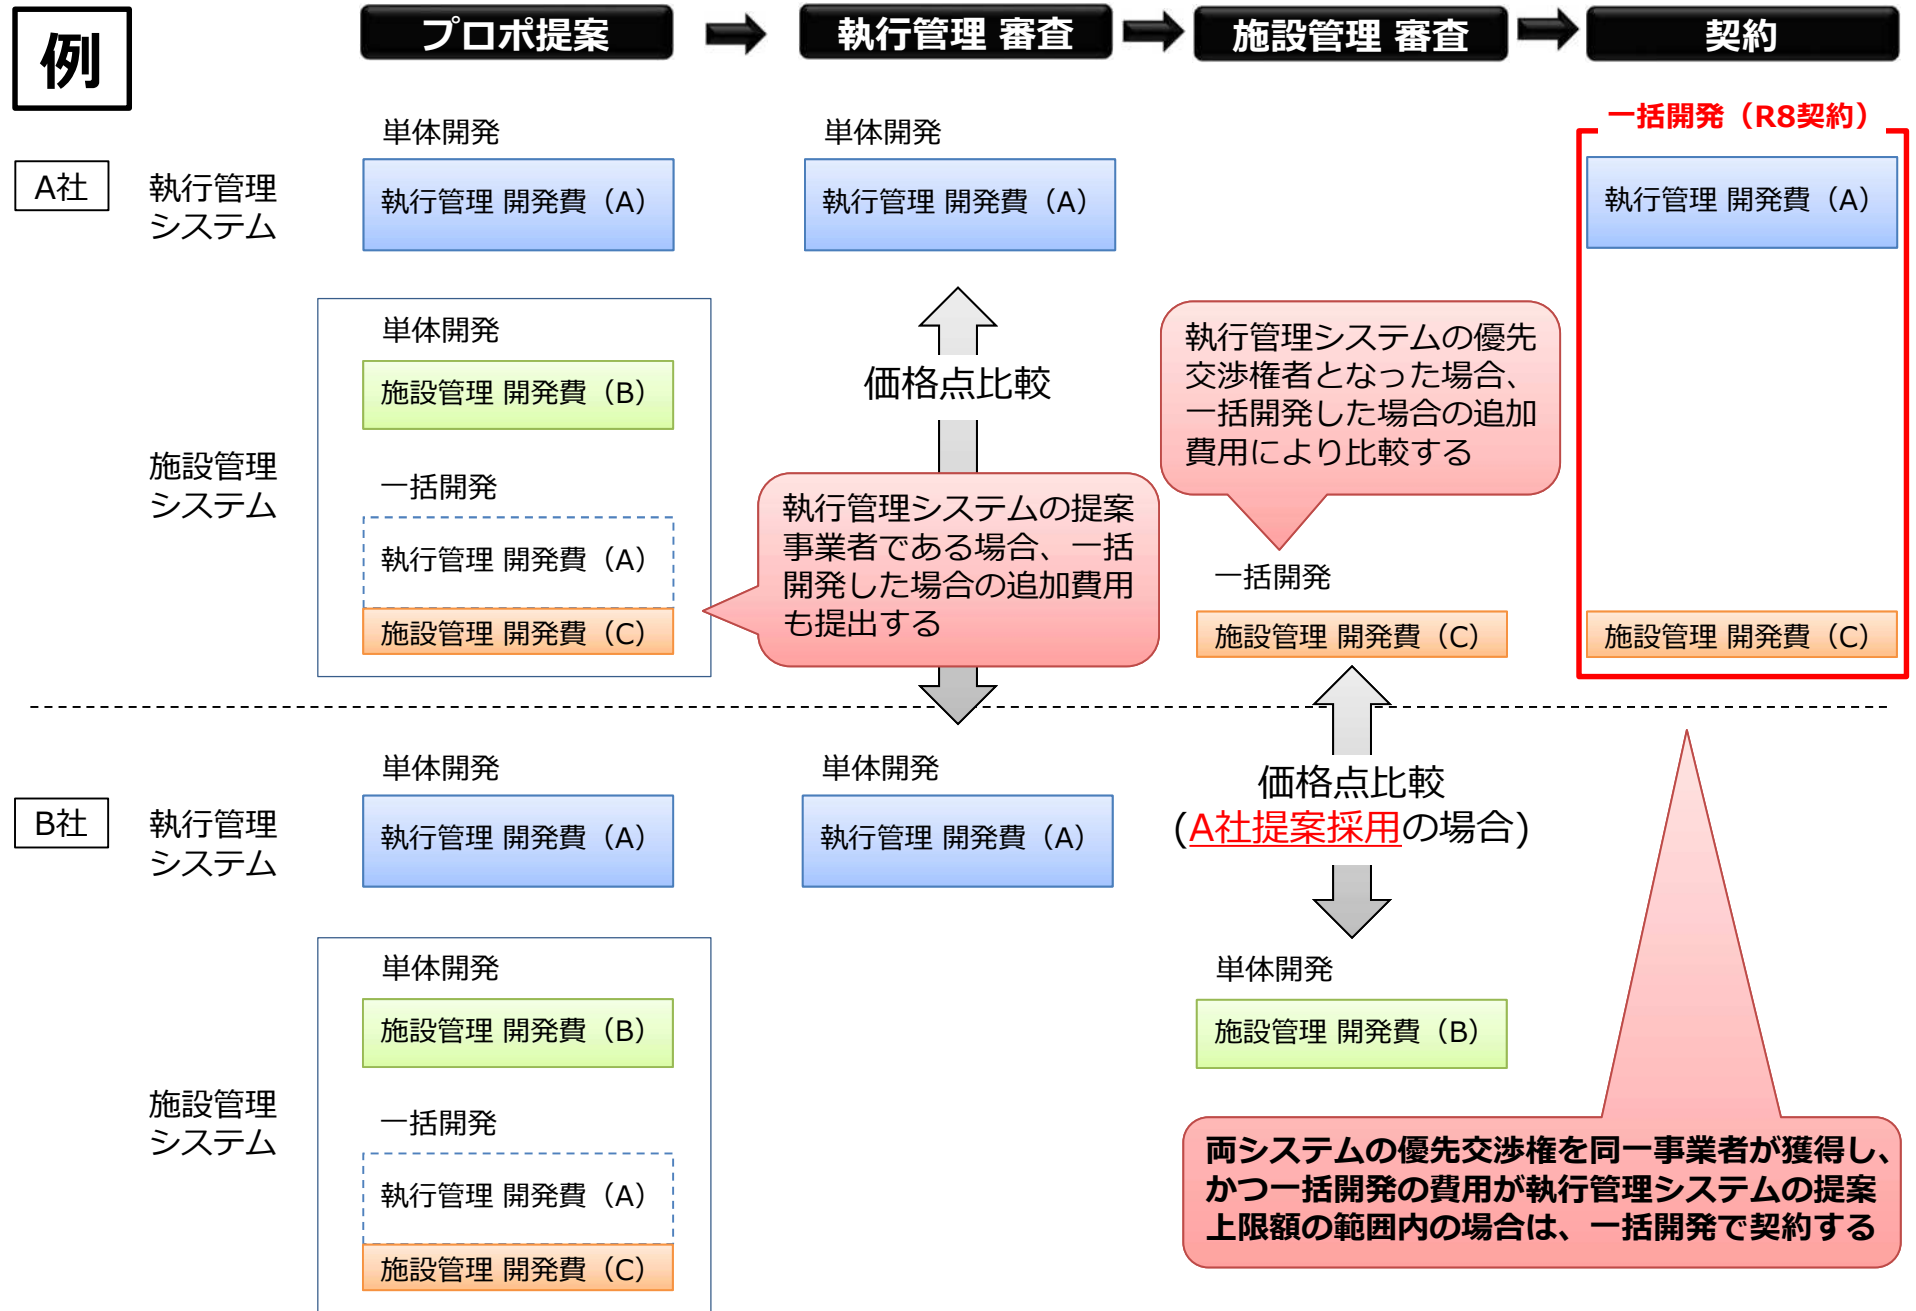 例
プロポ提案
執行管理 審査
施設管理 審査
契約
一括開発（R8契約）
A社
執行管理
システム
単体開発
執行管理 開発費（A）
単体開発
執行管理 開発費（A）
執行管理 開発費（A）
施設管理
システム
単体開発
施設管理 開発費（B）
一括開発
執行管理 開発費（A）
施設管理 開発費（C）
価格点比較
執行管理システムの提案
事業者である場合、一括
開発した場合の追加費用
も提出する
執行管理システムの優先
交渉権者となった場合、
一括開発した場合の追加
費用により比較する
一括開発
施設管理 開発費（C）
施設管理 開発費（C）
B社
執行管理
システム
単体開発
執行管理 開発費（A）
単体開発
執行管理 開発費（A）
価格点比較
(A社提案採用の場合)
施設管理
システム
単体開発
施設管理 開発費（B）
一括開発
執行管理 開発費（A）
施設管理 開発費（C）
単体開発
施設管理 開発費（B）
両システムの優先交渉権を同一事業者が獲得し、
かつ一括開発の費用が執行管理システムの提案
上限額の範囲内の場合は、一括開発で契約する